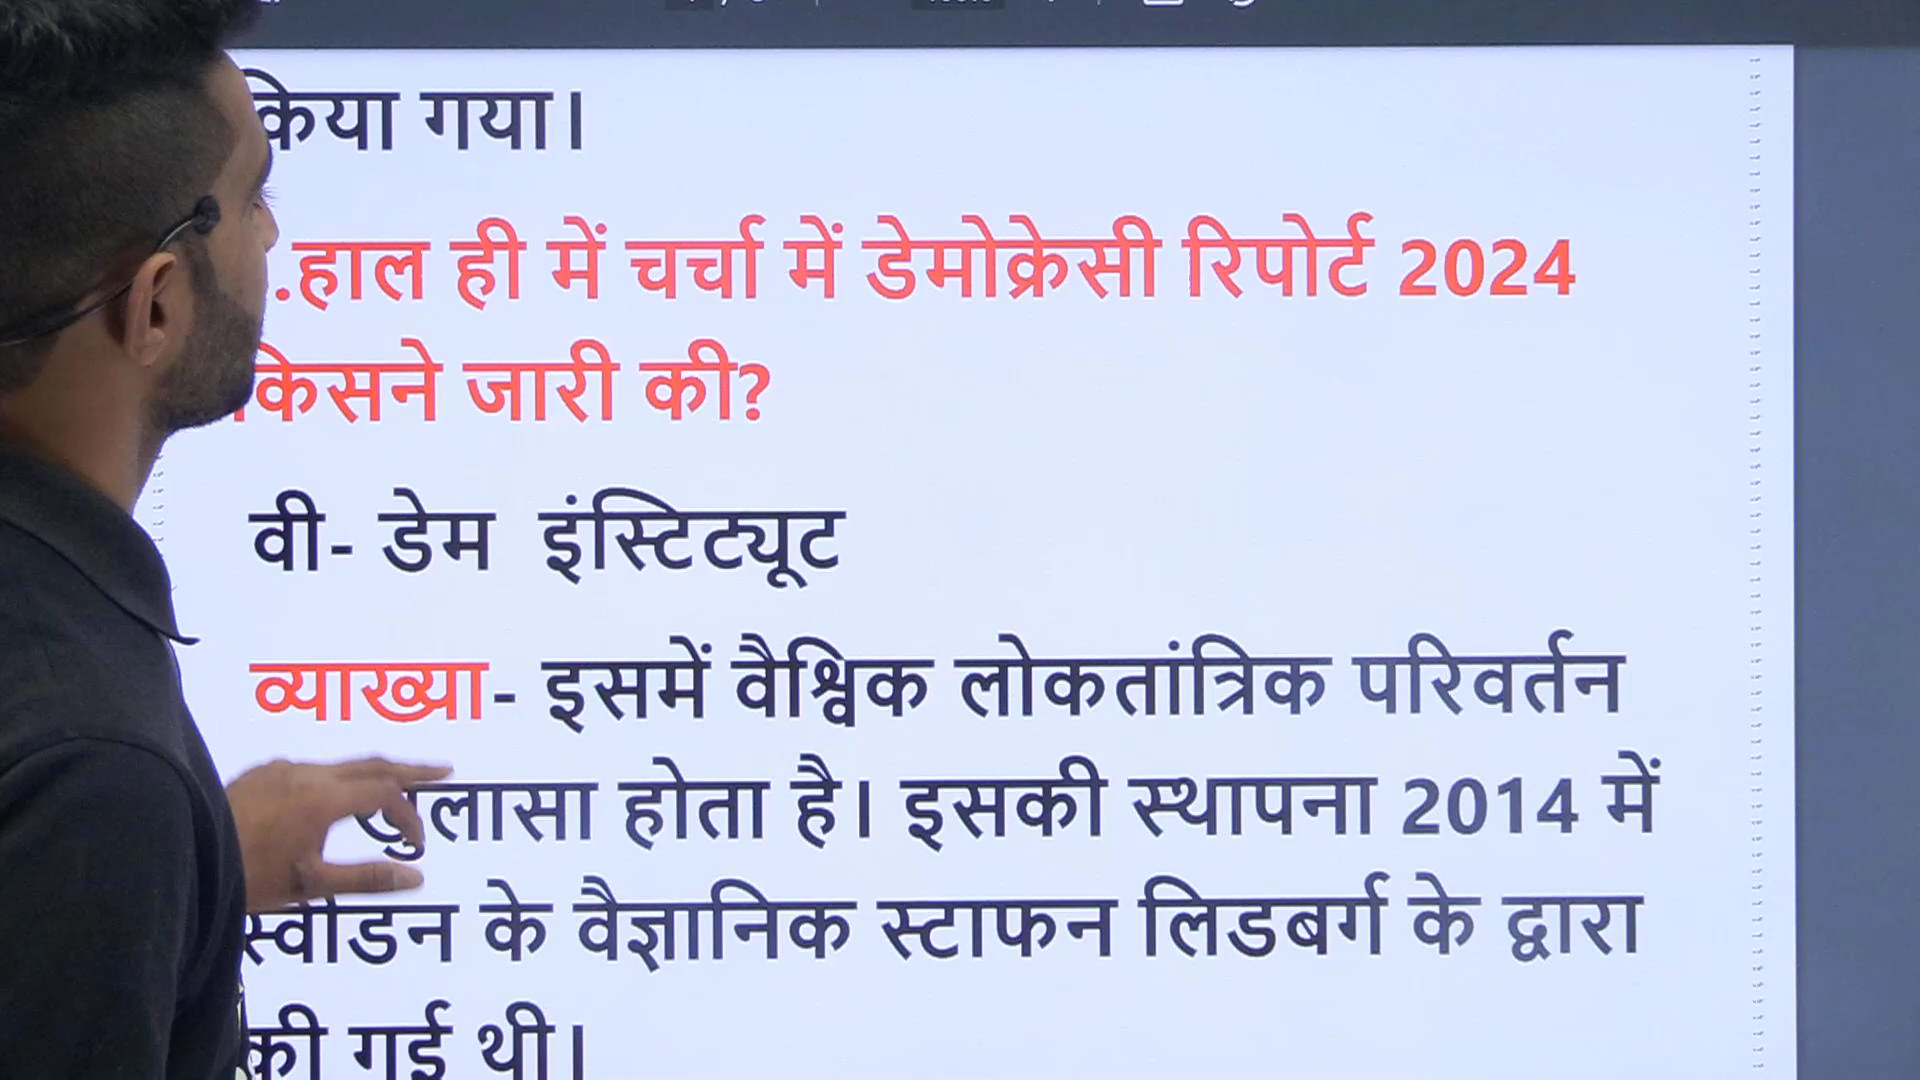 किया गया।
.हाल ही में चर्चा में डेमोक्रेसी रिपोर्ट 2024
किसने जारी की?
वी- डेम इंस्टिट्यूट
व्याख्या- इसमें वैश्विक लोकतांत्रिक परिवर्तन
खुलासा होता है। इसकी स्थापना 2014 में
स्वीडन के वैज्ञानिक स्टाफन लिडबर्ग के द्वारा
की गई थी।